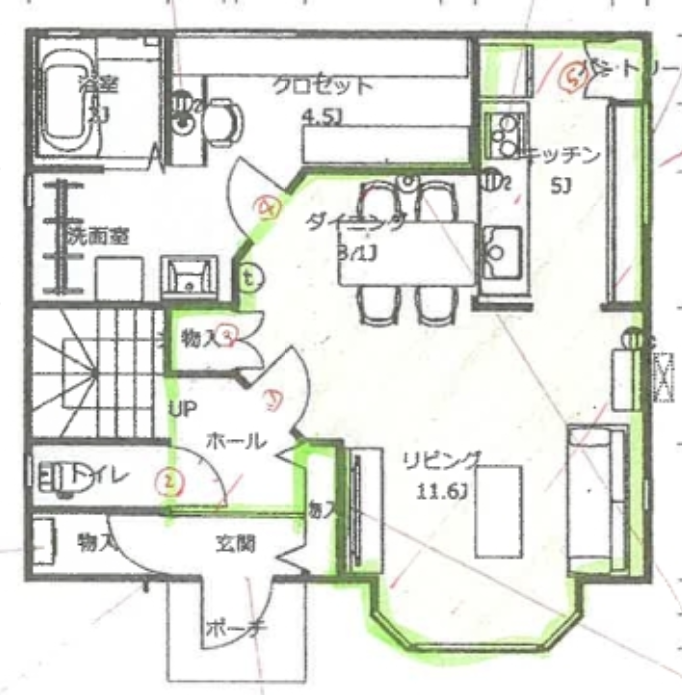 浴室
2J
クロゼット
4.5J
⑤
パントリー
キッチン
5J
2
④
ダイニング
洗面室
t
物入
③
①
UP
ホール
トイレ
②
リビング
11.6J
物入
物入
玄関
ポーチ